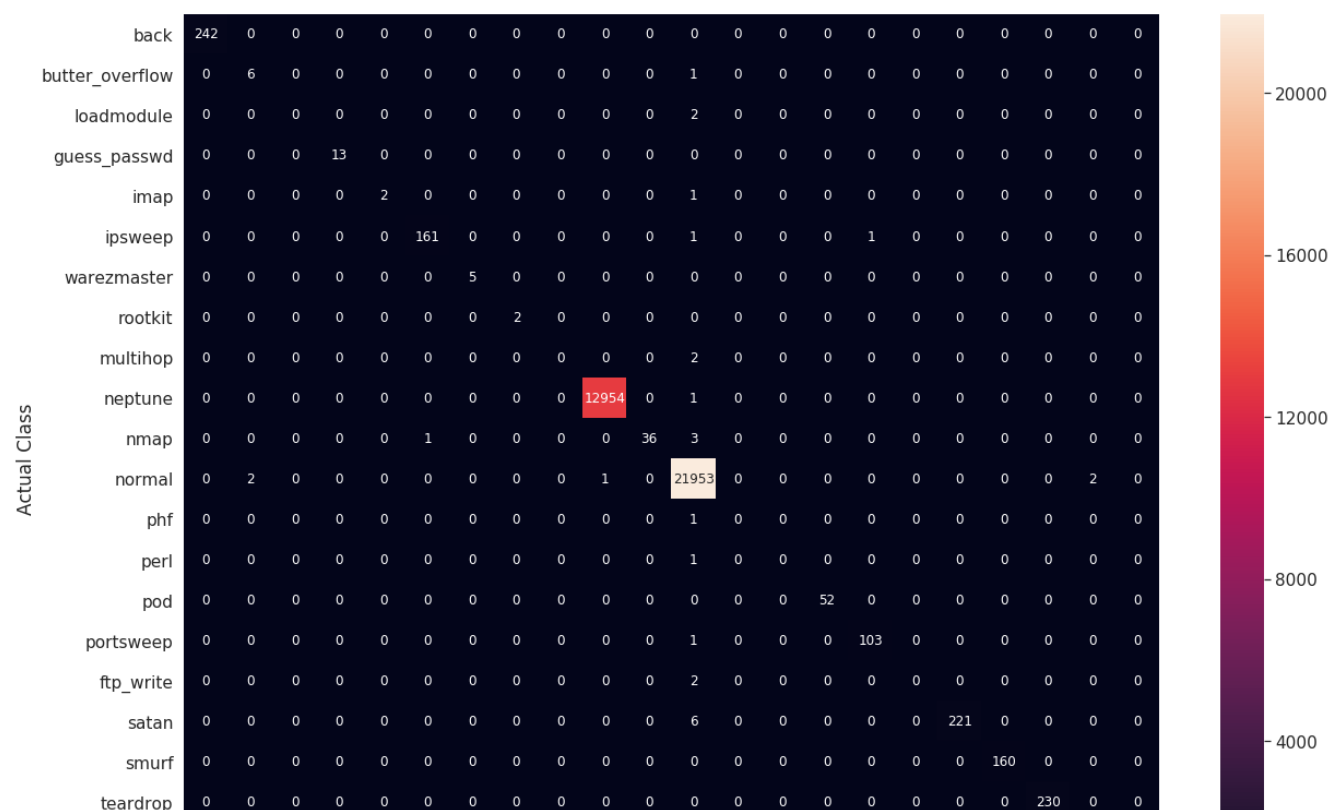 back 242 0 0 0 0 0 0 0 0 0 0 0 0 0 0 0 0 0 0 0 0 0
butter_overflow 0 6 0 0 0 0 0 0 0 0 0 1 0 0 0 0 0 0 0 0 0 0
20000
loadmodule 0 0 0 0 0 0 0 0 0 0 0 2 0 0 0 0 0 0 0 0 0 0
guess_passwd 0 0 0 13 0 0 0 0 0 0 0 0 0 0 0 0 0 0 0 0 0 0
imap 0 0 0 0 2 0 0 0 0 0 0 1 0 0 0 0 0 0 0 0 0 0
ipsweep 0 0 0 0 0 161 0 0 0 0 0 1 0 0 0 1 0 0 0 0 0 0
16000
warezmaster 0 0 0 0 0 0 5 0 0 0 0 0 0 0 0 0 0 0 0 0 0 0
rootkit 0 0 0 0 0 0 0 2 0 0 0 0 0 0 0 0 0 0 0 0 0 0
multihop 0 0 0 0 0 0 0 0 0 0 0 2 0 0 0 0 0 0 0 0 0 0
neptune 0 0 0 0 0 0 0 0 0 12954 0 1 0 0 0 0 0 0 0 0 0 0
12000
Actual Class
nmap 0 0 0 0 0 1 0 0 0 0 36 3 0 0 0 0 0 0 0 0 0 0
normal 0 2 0 0 0 0 0 0 0 1 0 21953 0 0 0 0 0 0 0 0 2 0
phf 0 0 0 0 0 0 0 0 0 0 0 1 0 0 0 0 0 0 0 0 0 0
perl 0 0 0 0 0 0 0 0 0 0 0 1 0 0 0 0 0 0 0 0 0 0
8000
pod 0 0 0 0 0 0 0 0 0 0 0 0 0 0 52 0 0 0 0 0 0 0
portsweep 0 0 0 0 0 0 0 0 0 0 0 1 0 0 0 103 0 0 0 0 0 0
ftp_write 0 0 0 0 0 0 0 0 0 0 0 2 0 0 0 0 0 0 0 0 0 0
satan 0 0 0 0 0 0 0 0 0 0 0 6 0 0 0 0 0 221 0 0 0 0
4000
smurf 0 0 0 0 0 0 0 0 0 0 0 0 0 0 0 0 0 0 160 0 0 0
teardrop 0 0 0 0 0 0 0 0 0 0 0 0 0 0 0 0 0 0 0 230 0 0